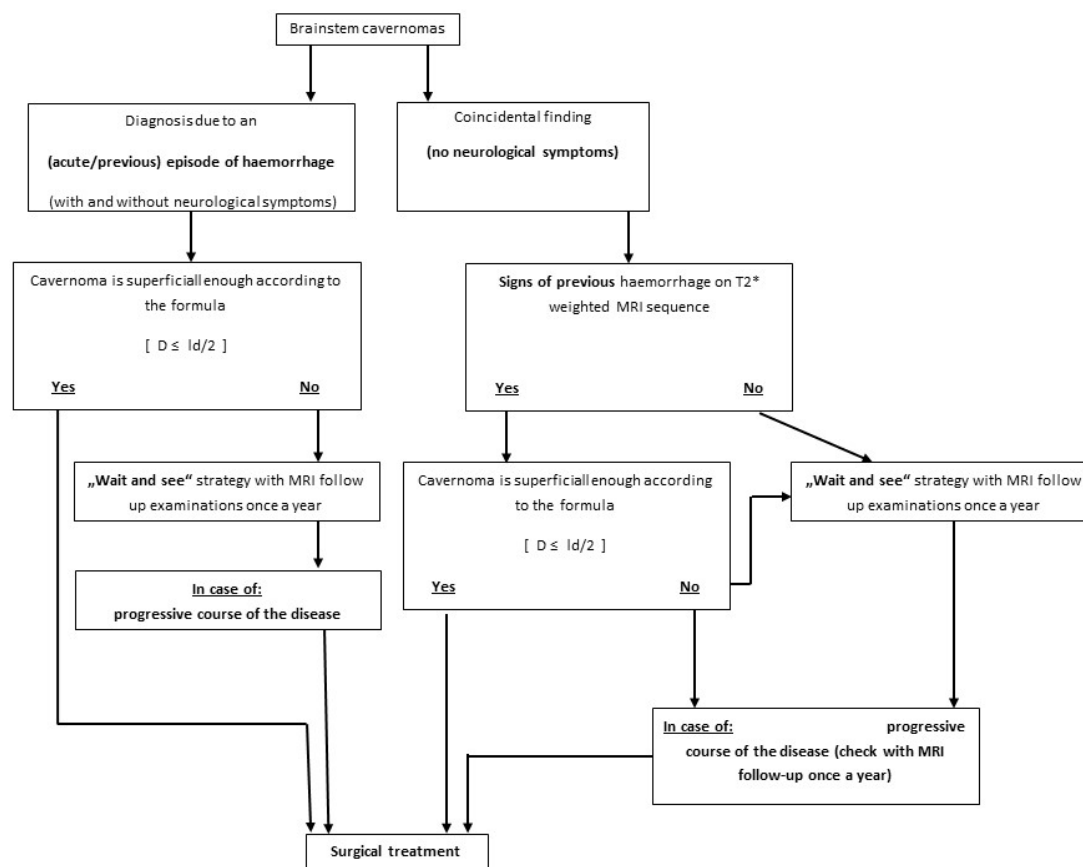 Brainstem cavernomas
Diagnosis due to an
(acute/previous) episode of haemorrhage
(with and without neurological symptoms)
Coincidental finding
(no neurological symptoms)
Cavernoma is superficiall enough according to
the formula
[ D ≤ ld/2 ]
Yes No
Signs of previous haemorrhage on T2*
weighted MRI sequence
Yes No
„Wait and see“ strategy with MRI follow
up examinations once a year
Cavernoma is superficial enough according
to the formula
[ D ≤ ld/2 ]
Yes No
„Wait and see“ strategy with MRI follow
up examinations once a year
In case of:
progressive course of the disease
In case of: progressive
course of the disease (check with MRI
follow-up once a year)
Surgical treatment